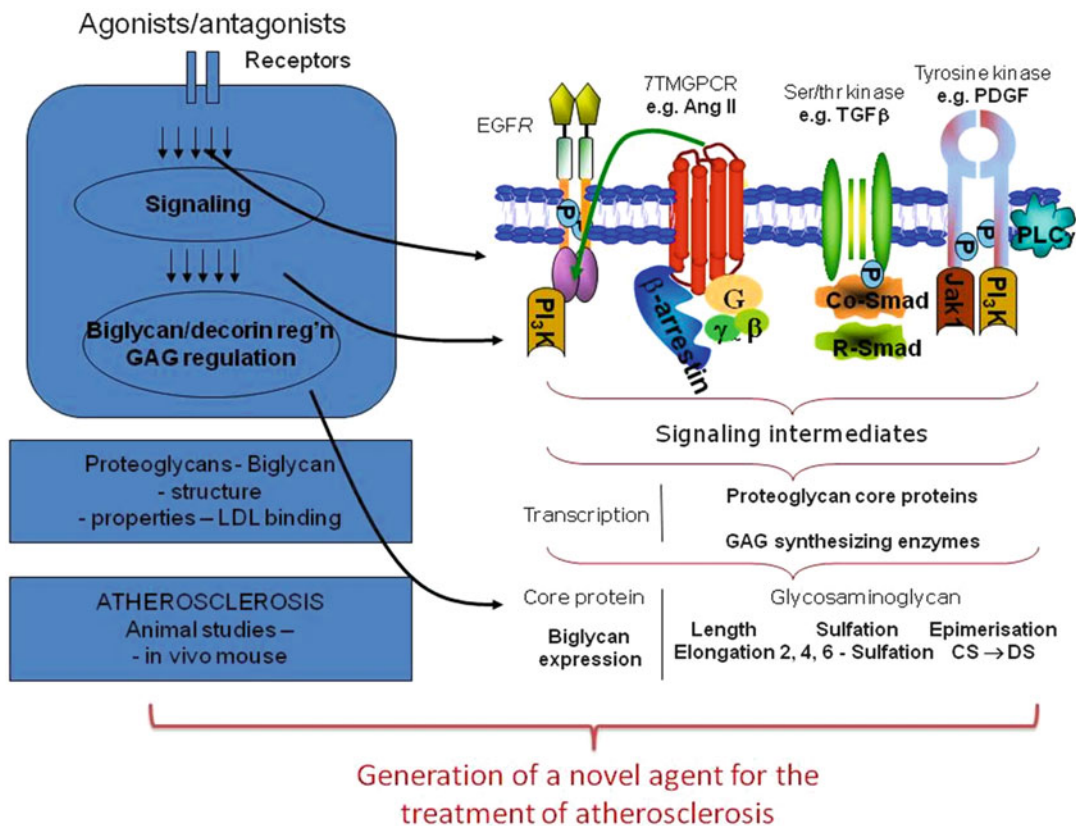 Agonists/antagonists
Receptors
Signaling
Biglycan/decorin reg'n
GAG regulation
Proteoglycans- Biglycan
- structure
- properties – LDL binding
ATHEROSCLEROSIS
Animal studies –
- in vivo mouse
EGFR
7TMGPCR
e.g. Ang II
Ser/thr kinase
e.g. TGFβ
Tyrosine kinase
e.g. PDGF
P
P
P
P
P
PLCγ
PI3K
β-arrestin
G
γ
β
Co-Smad
R-Smad
Jak1
PI3K
Signaling intermediates
Transcription
Proteoglycan core proteins
GAG synthesizing enzymes
Core protein
Biglycan
expression
Glycosaminoglycan
Length
Elongation
Sulfation
2, 4, 6 - Sulfation
Epimerisation
CS → DS
Generation of a novel agent for the
treatment of atherosclerosis